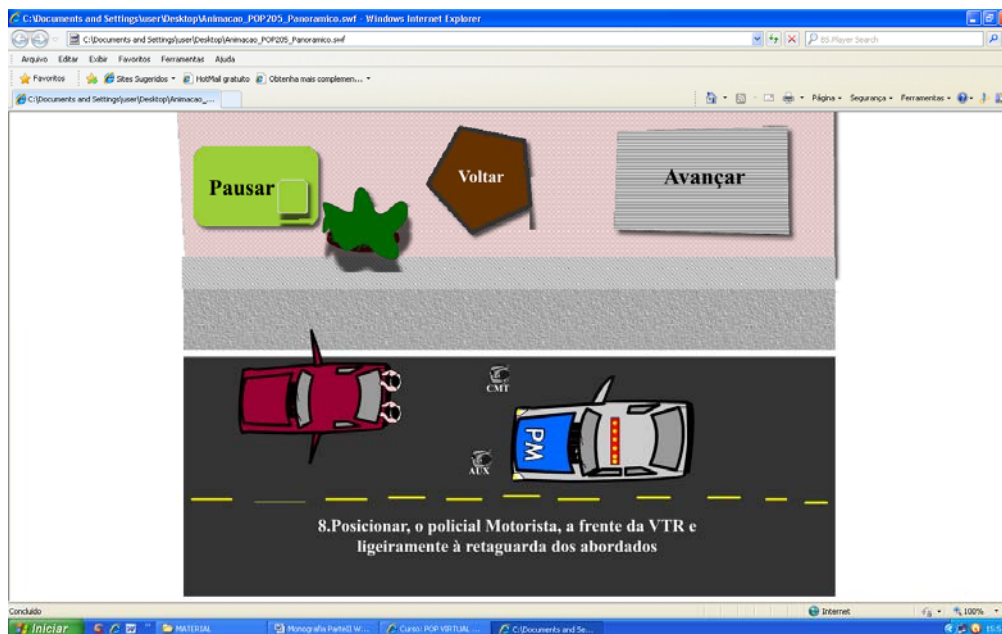 C:\Documents and Settings\user\Desktop\Animacao_POP205_Panoramico.swf - Windows Internet Explorer
C:\Documents and Settings\user\Desktop\Animacao_POP205_Panoramico.swf
Player Search
Arquivo Editar Exibir Favoritos Ferramentas Ajuda
Favoritos Sites Sugeridos HotMail gratuito Obtenha mais complemen...
C:\Documents and Settings\user\Desktop\Animacao_...
Página Segurança Ferramentas
Pausar
Voltar
Avançar
CMT
PM
AUX
8.Posicionar, o policial Motorista, a frente da VTR e
ligeiramente à retaguarda dos abordados
Concluído Internet 100%
Iniciar MATERIAL Monografia ParteII W... Curso: POP VIRTUAL ... C:\Documents and Se...